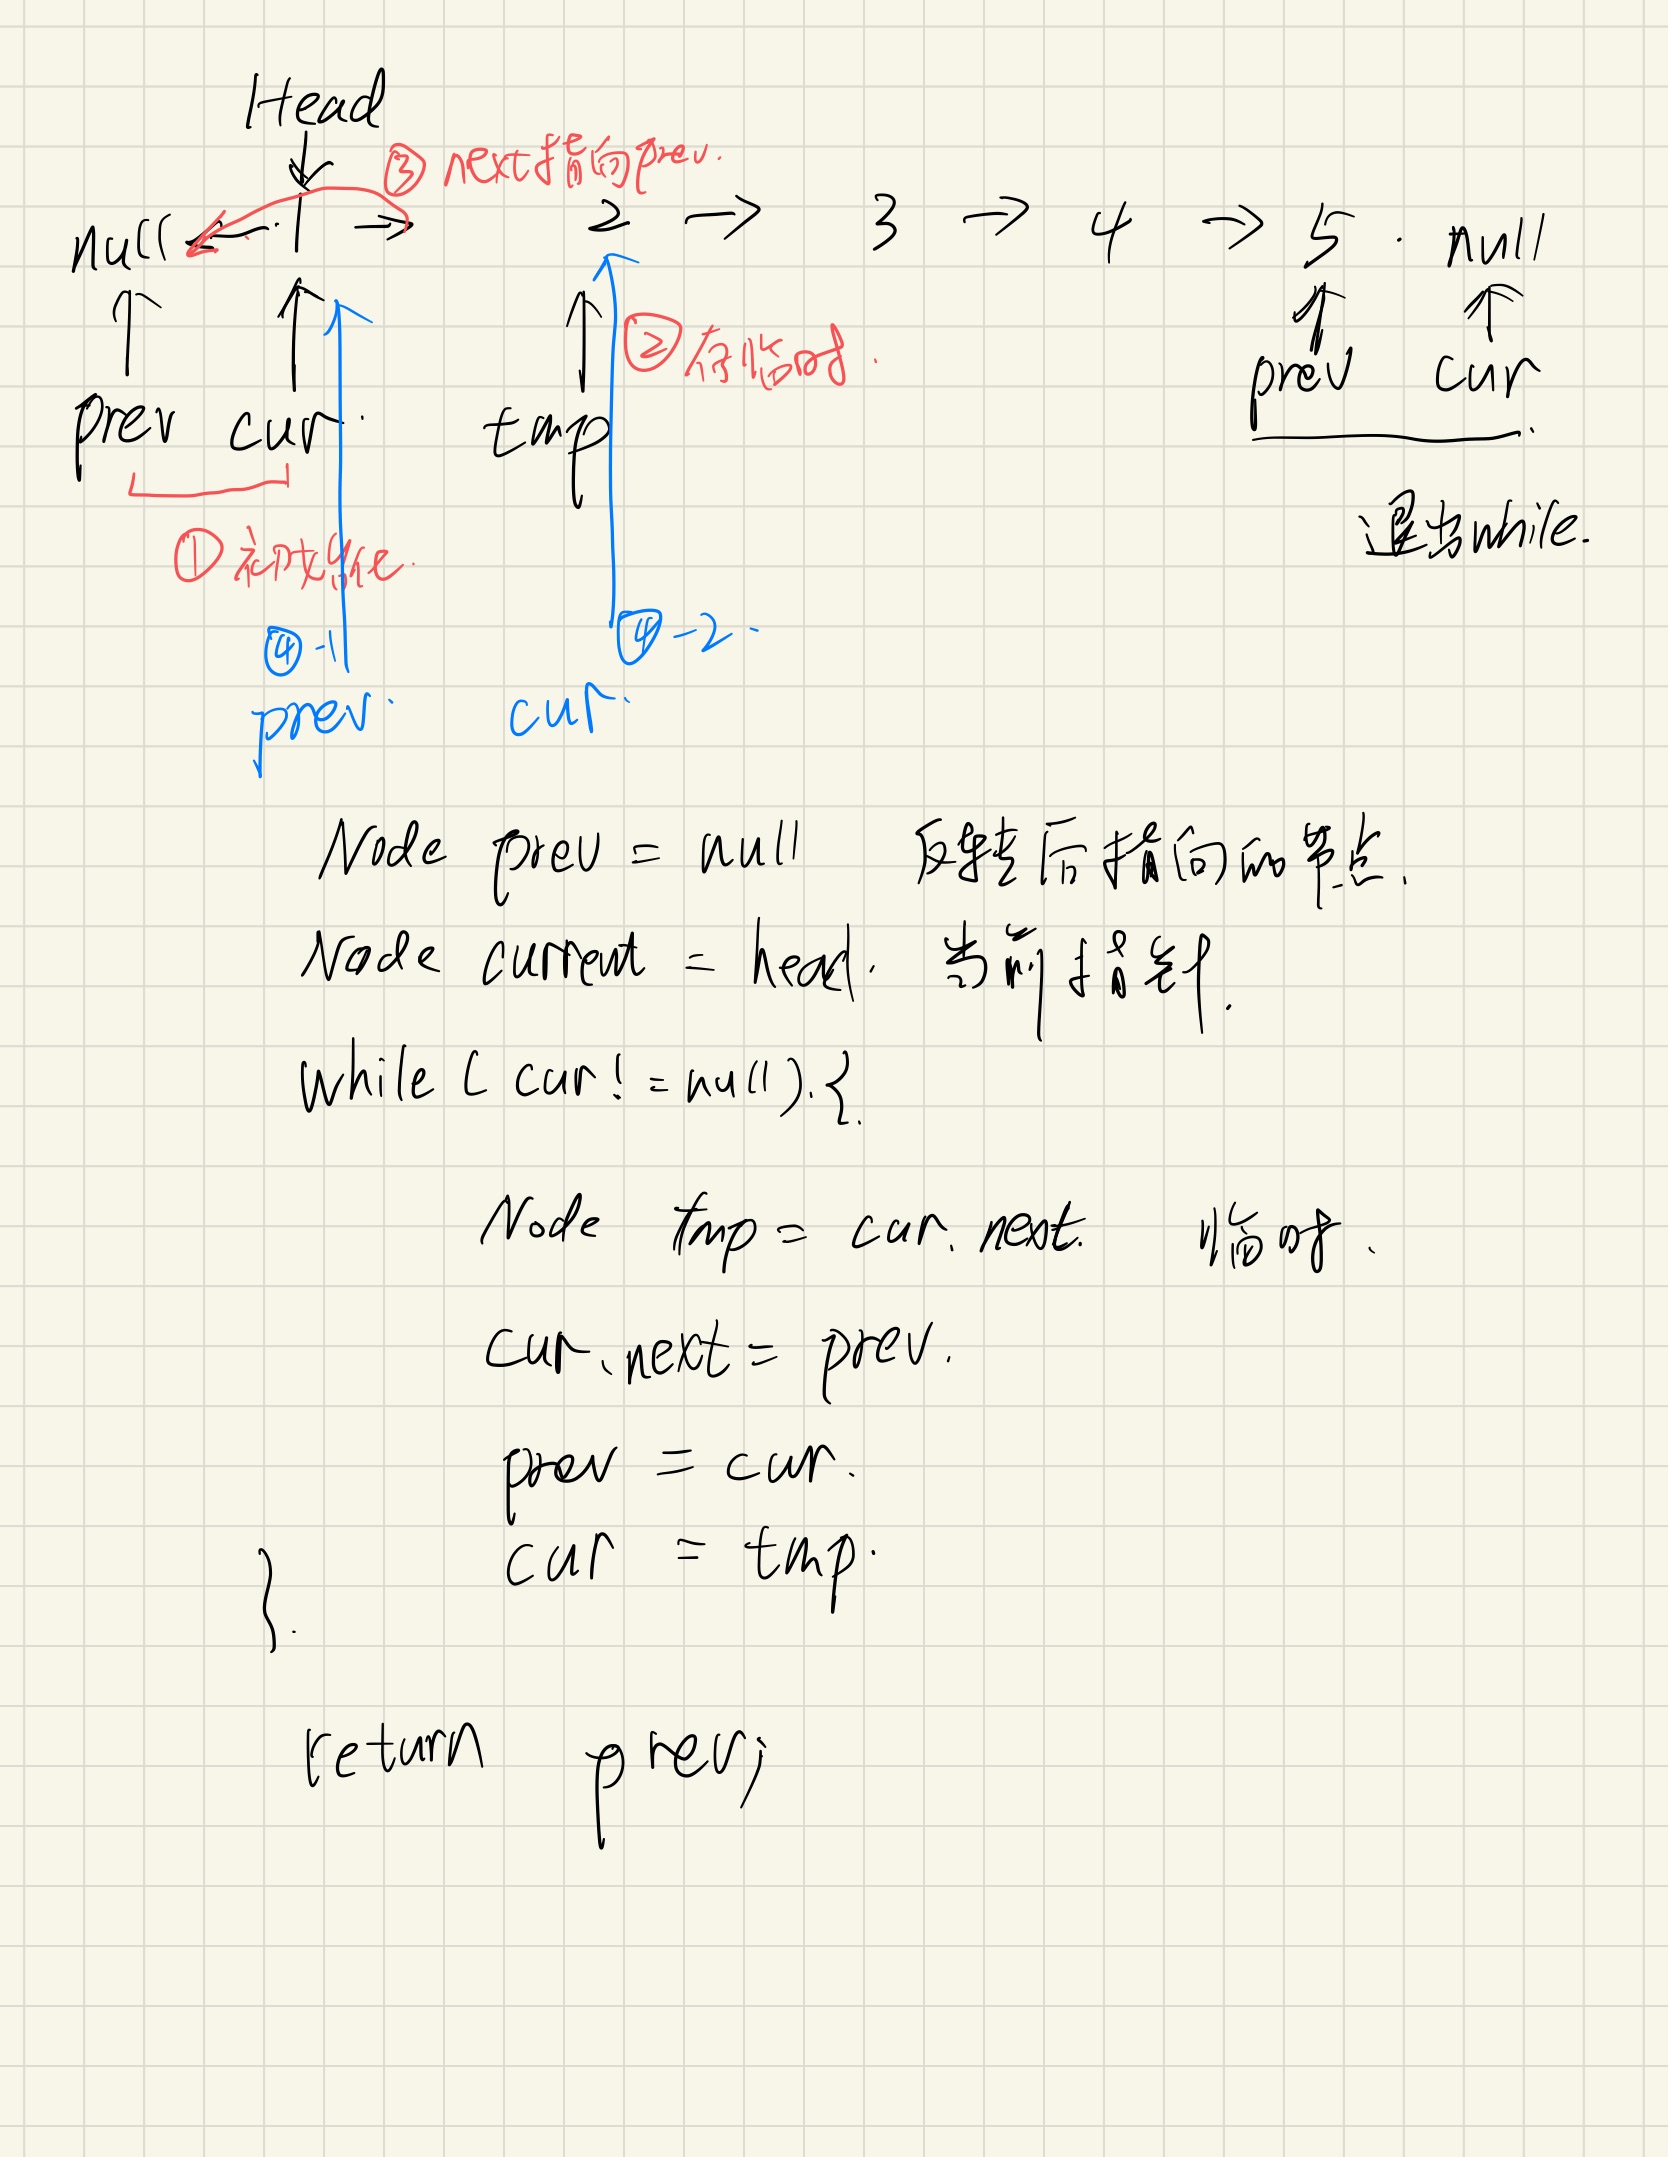 Head
③ next指向prev.
null ← 1 → 2 → 3 → 4 → 5 . null
② 存临时.
prev cur
prev cur. tmp
退出while.
① 初始化.
④-1 ④-2.
prev. cur.
Node prev = null 反转后指向的节点.
Node current = head. 当前指针.
while ( cur! = null). {.
Node tmp = cur. next. 临时.
cur.next = prev.
prev = cur.
cur = tmp.
}.
return prev;